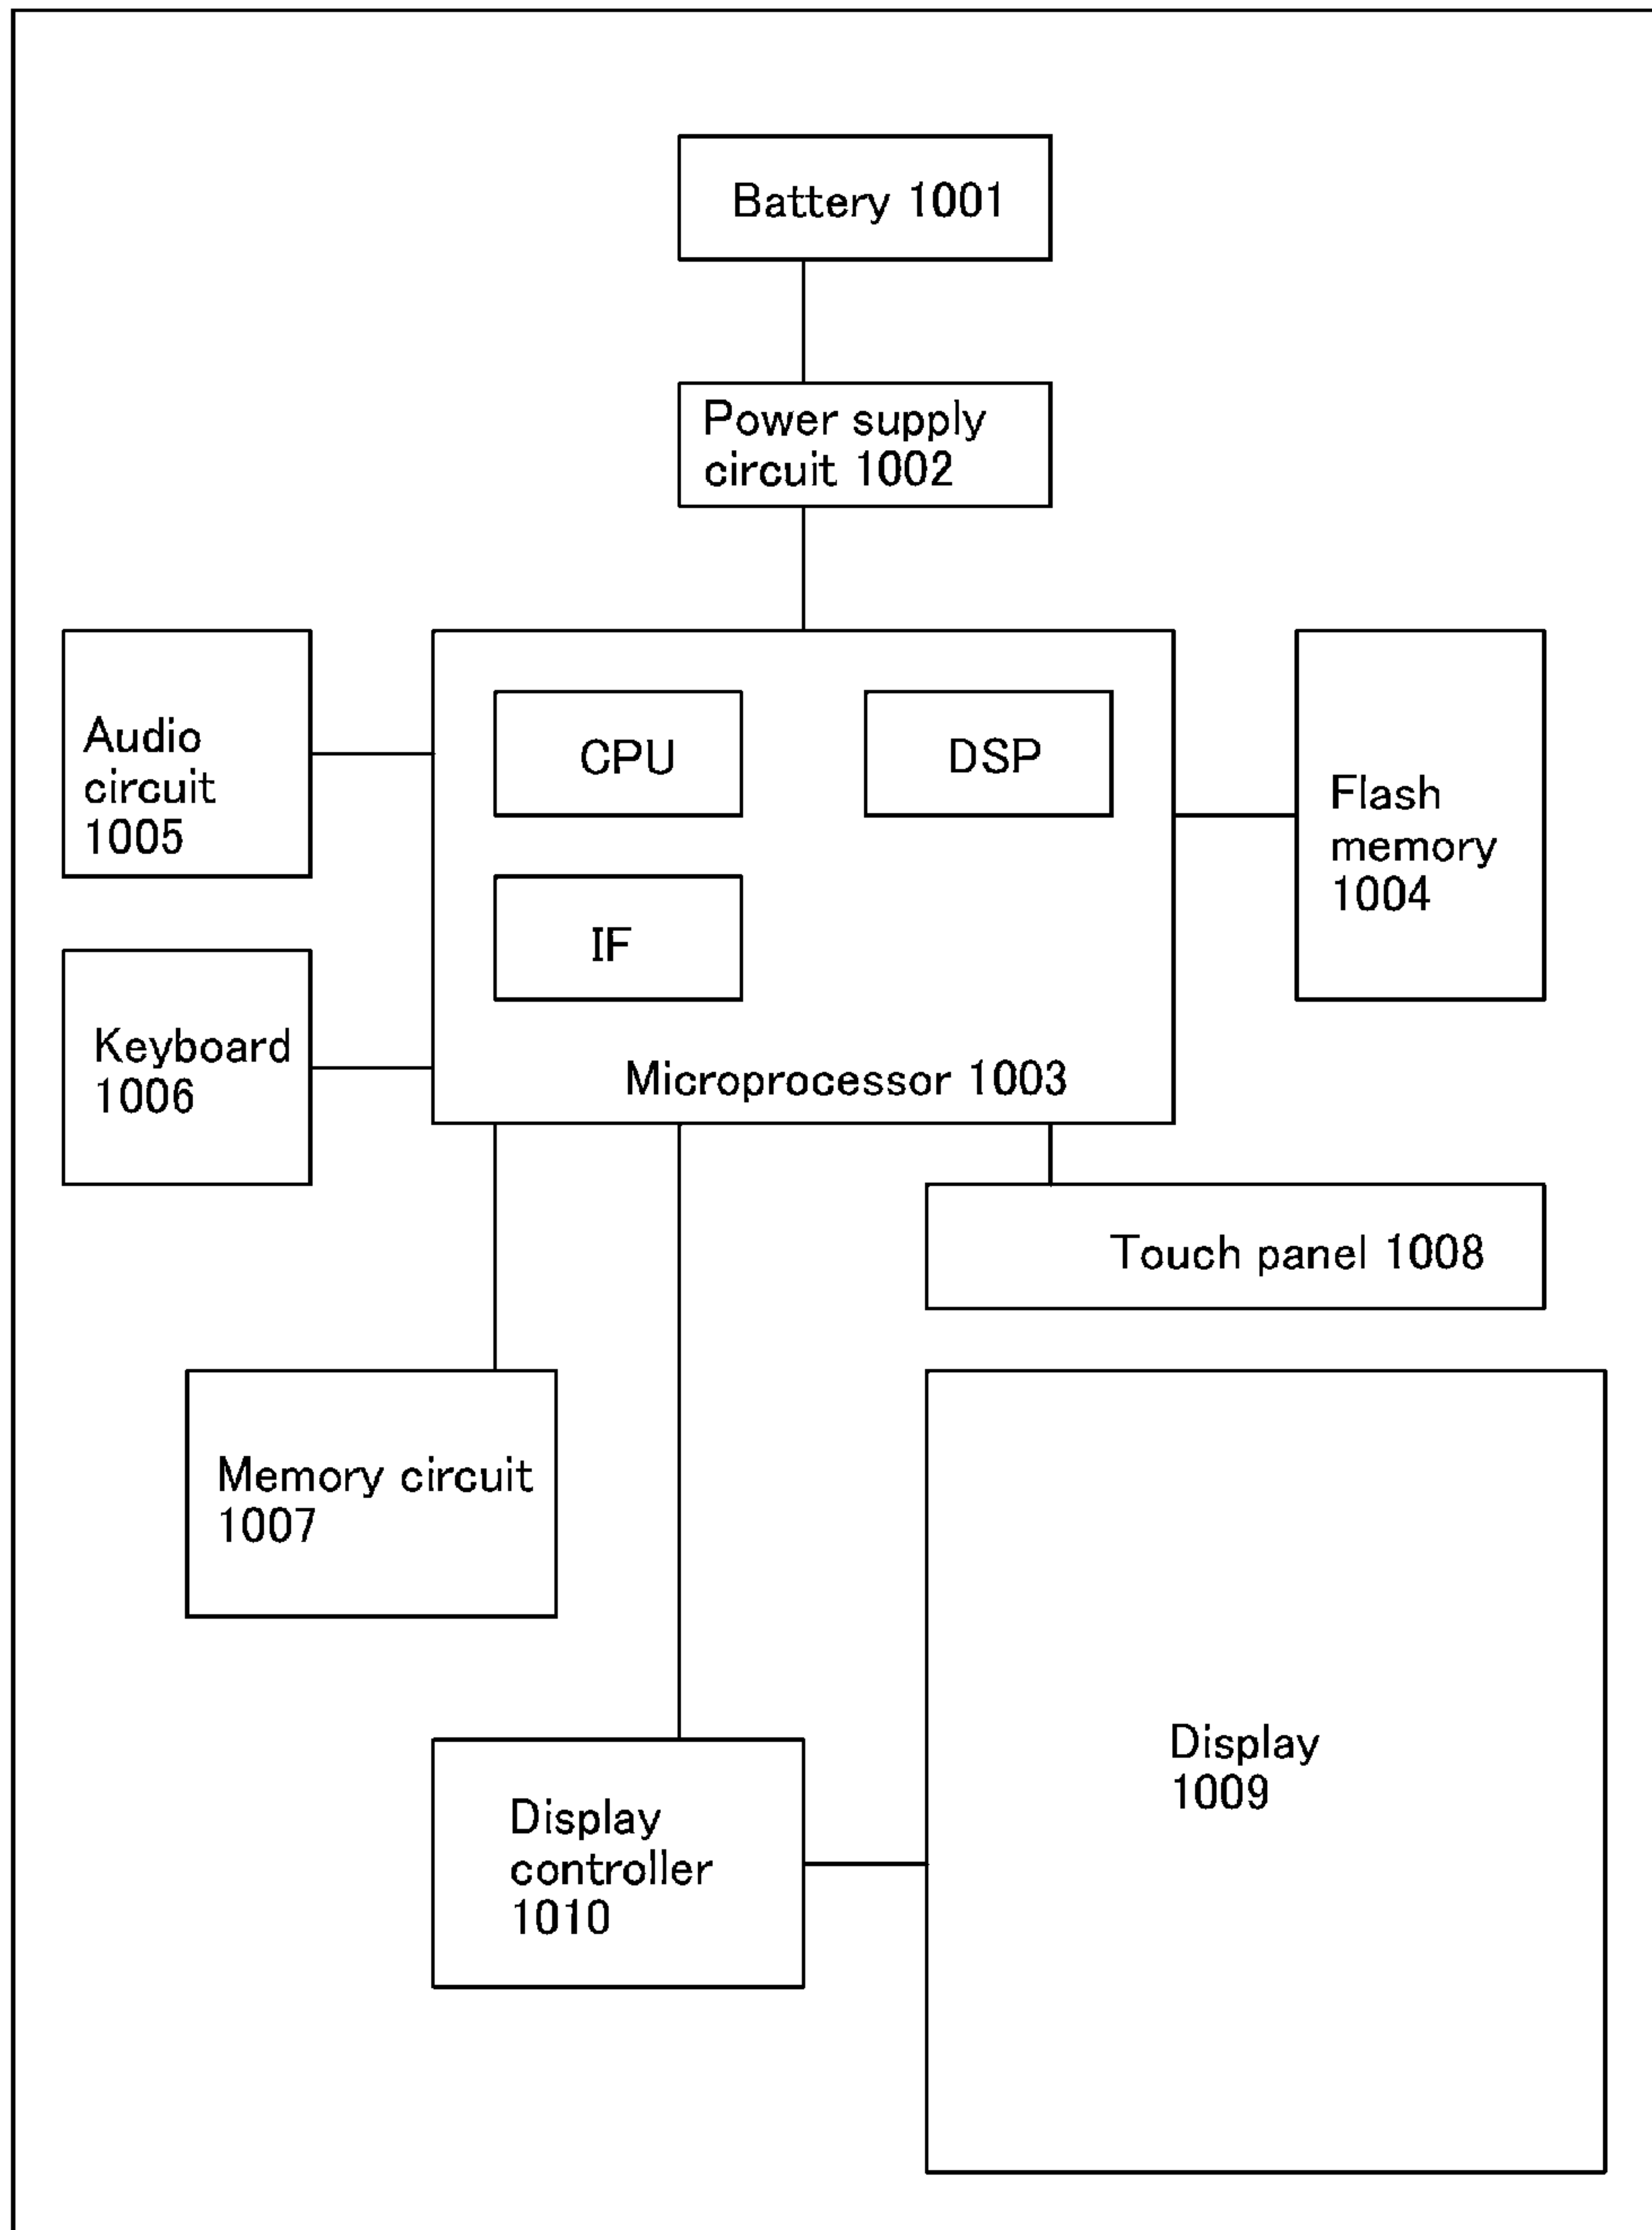 Battery 1001
Power supply
circuit 1002
Audio
circuit
1005
CPU
DSP
Flash
memory
1004
IF
Keyboard
1006
Microprocessor 1003
Touch panel 1008
Memory circuit
1007
Display
1009
Display
controller
1010